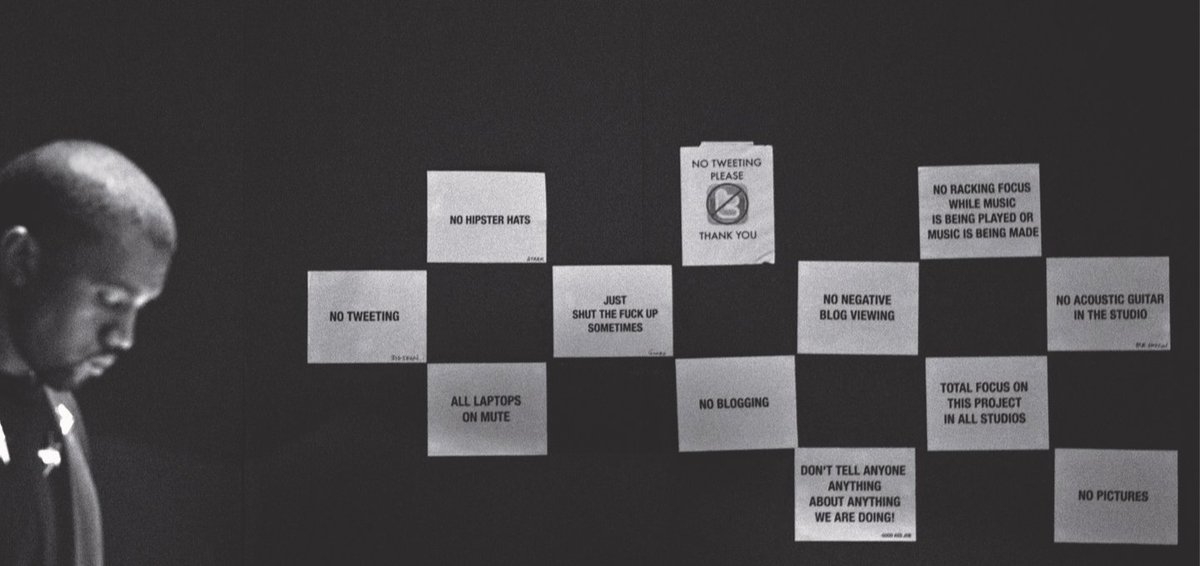 NO TWEETING
PLEASE
THANK YOU
NO HIPSTER HATS
NO RACKING FOCUS
WHILE MUSIC
IS BEING PLAYED OR
MUSIC IS BEING MADE
NO TWEETING
JUST
SHUT THE FUCK UP
SOMETIMES
NO NEGATIVE
BLOG VIEWING
NO ACOUSTIC GUITAR
IN THE STUDIO
ALL LAPTOPS
ON MUTE
NO BLOGGING
TOTAL FOCUS ON
THIS PROJECT
IN ALL STUDIOS
DON'T TELL ANYONE
ANYTHING
ABOUT ANYTHING
WE ARE DOING!
NO PICTURES